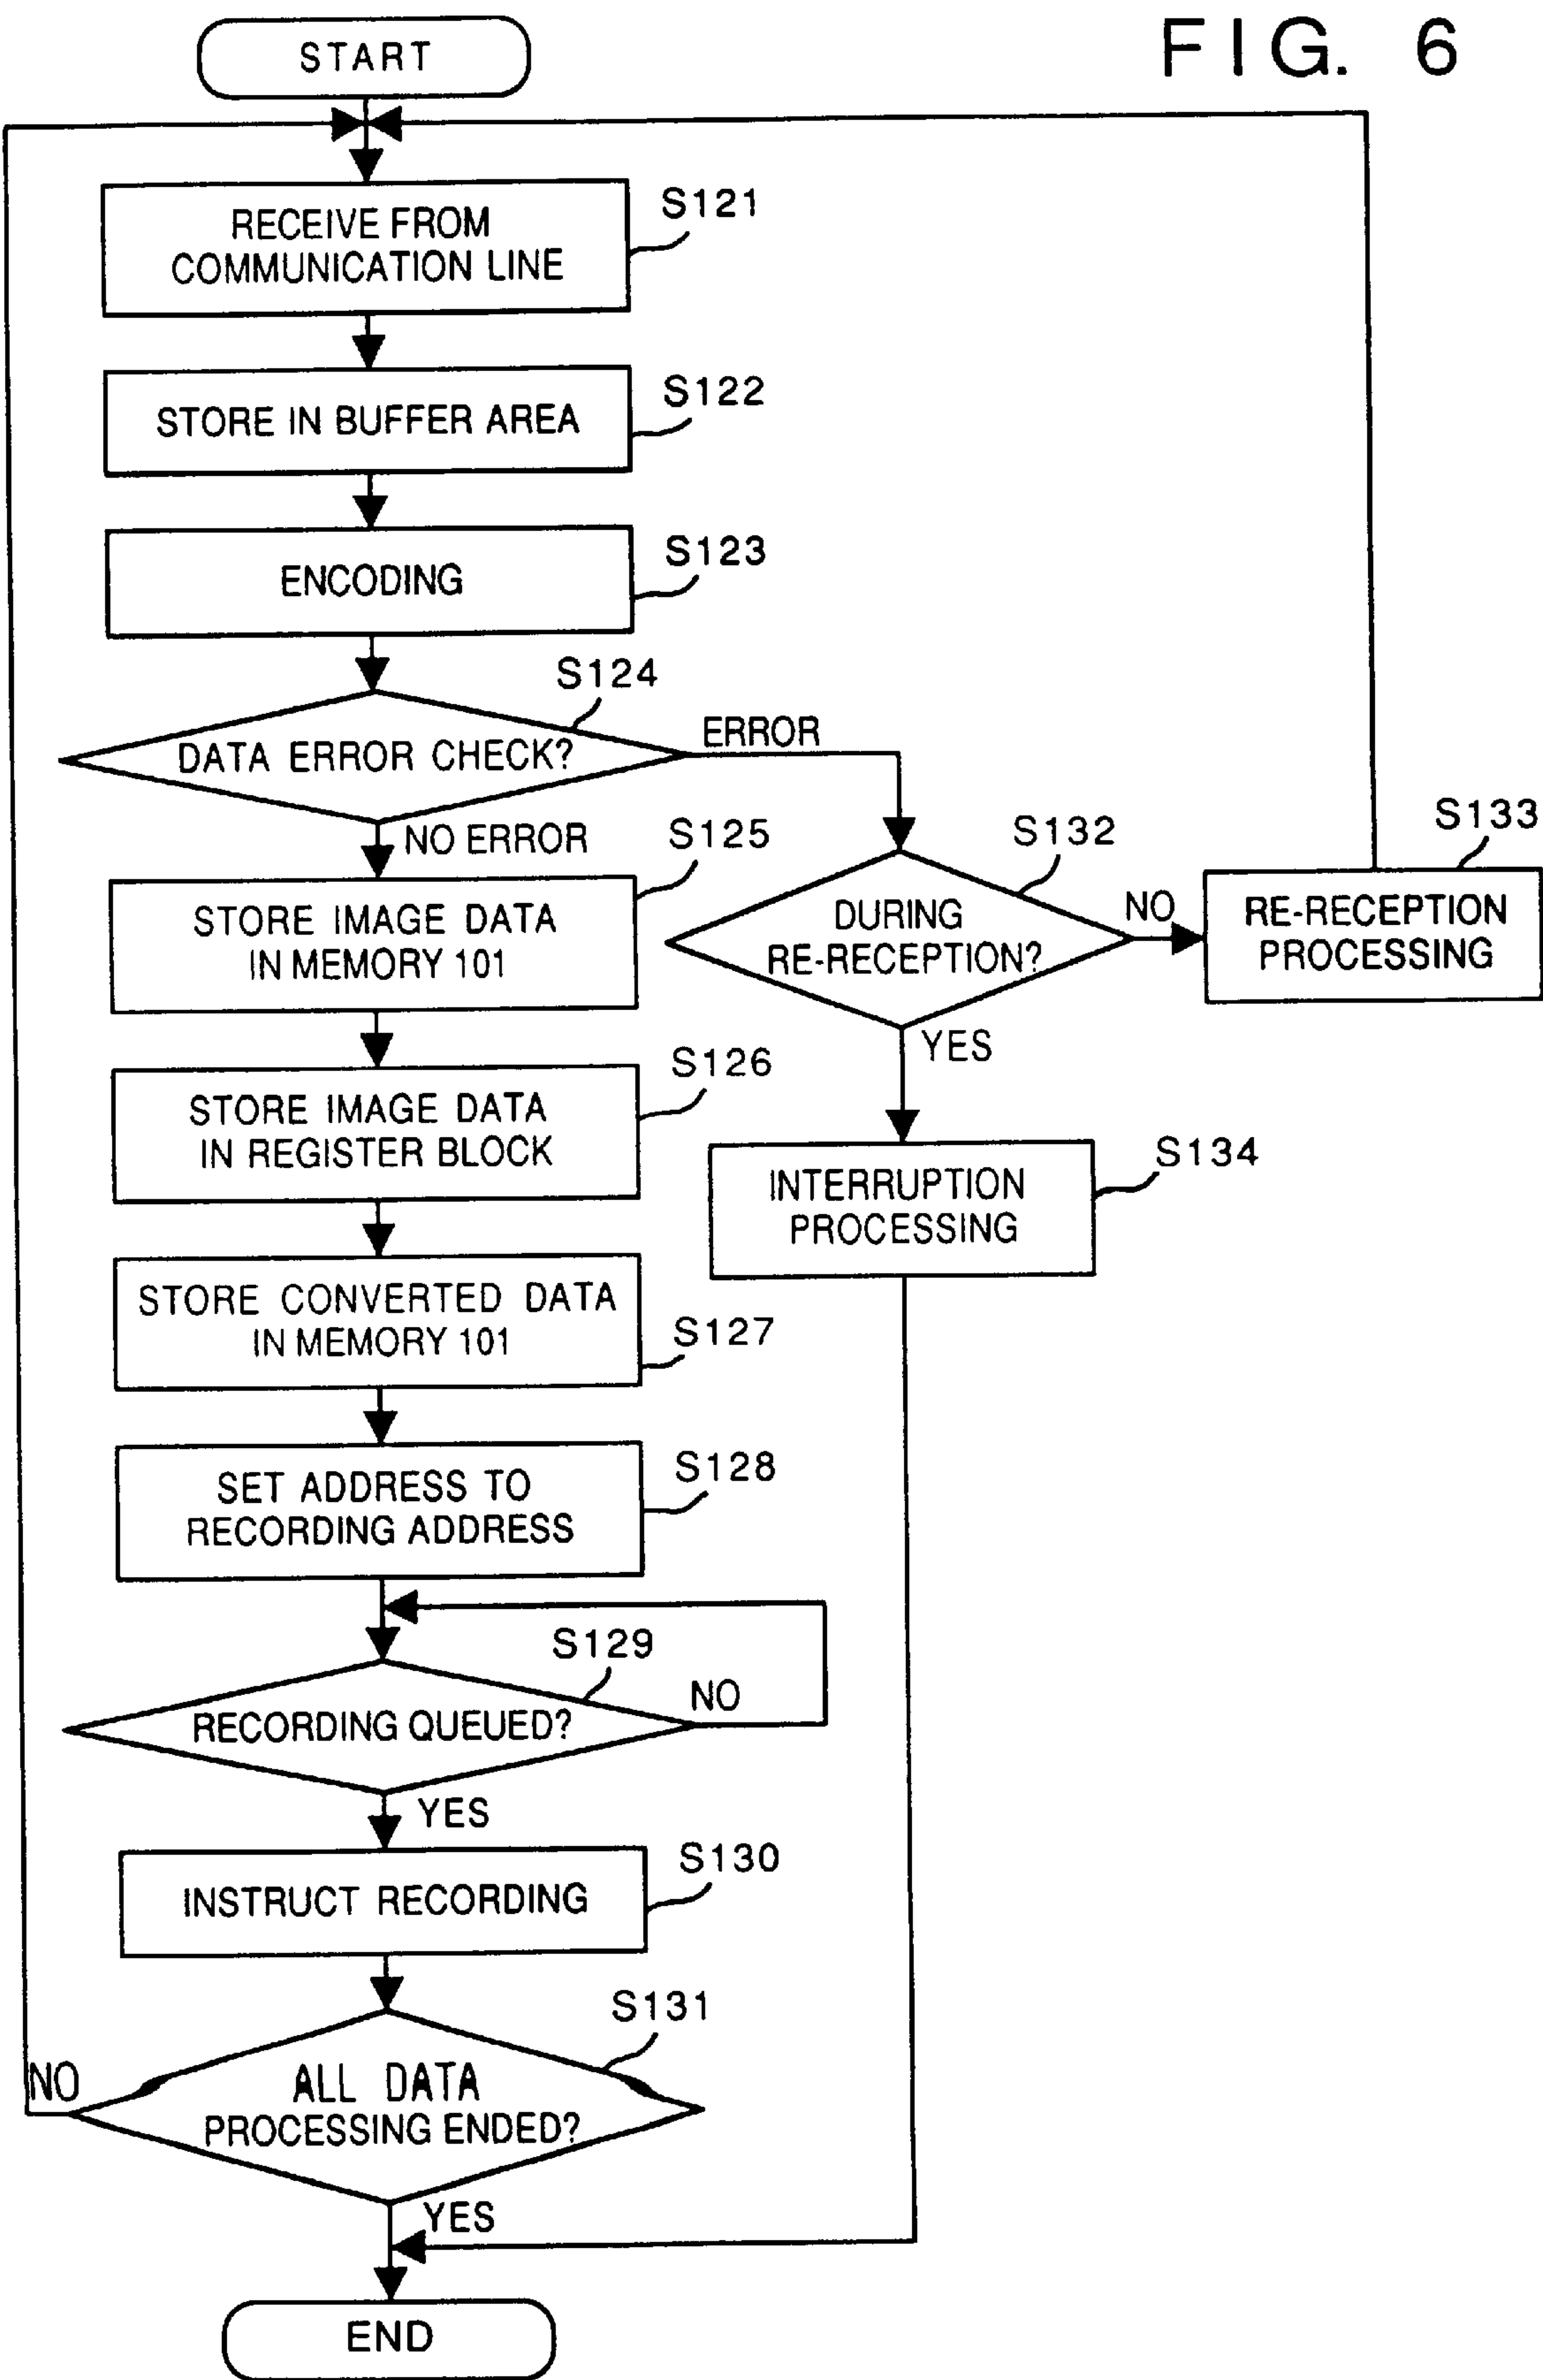 FIG. 6
START
RECEIVE FROM
COMMUNICATION LINE
S121
STORE IN BUFFER AREA
S122
ENCODING
S123
DATA ERROR CHECK?
S124
ERROR
NO ERROR
STORE IMAGE DATA
IN MEMORY 101
S125
DURING
RE-RECEPTION?
S132
NO
RE-RECEPTION
PROCESSING
S133
YES
STORE IMAGE DATA
IN REGISTER BLOCK
S126
INTERRUPTION
PROCESSING
S134
STORE CONVERTED DATA
IN MEMORY 101
S127
SET ADDRESS TO
RECORDING ADDRESS
S128
RECORDING QUEUED?
S129
NO
YES
INSTRUCT RECORDING
S130
ALL DATA
PROCESSING ENDED?
S131
NO
YES
END